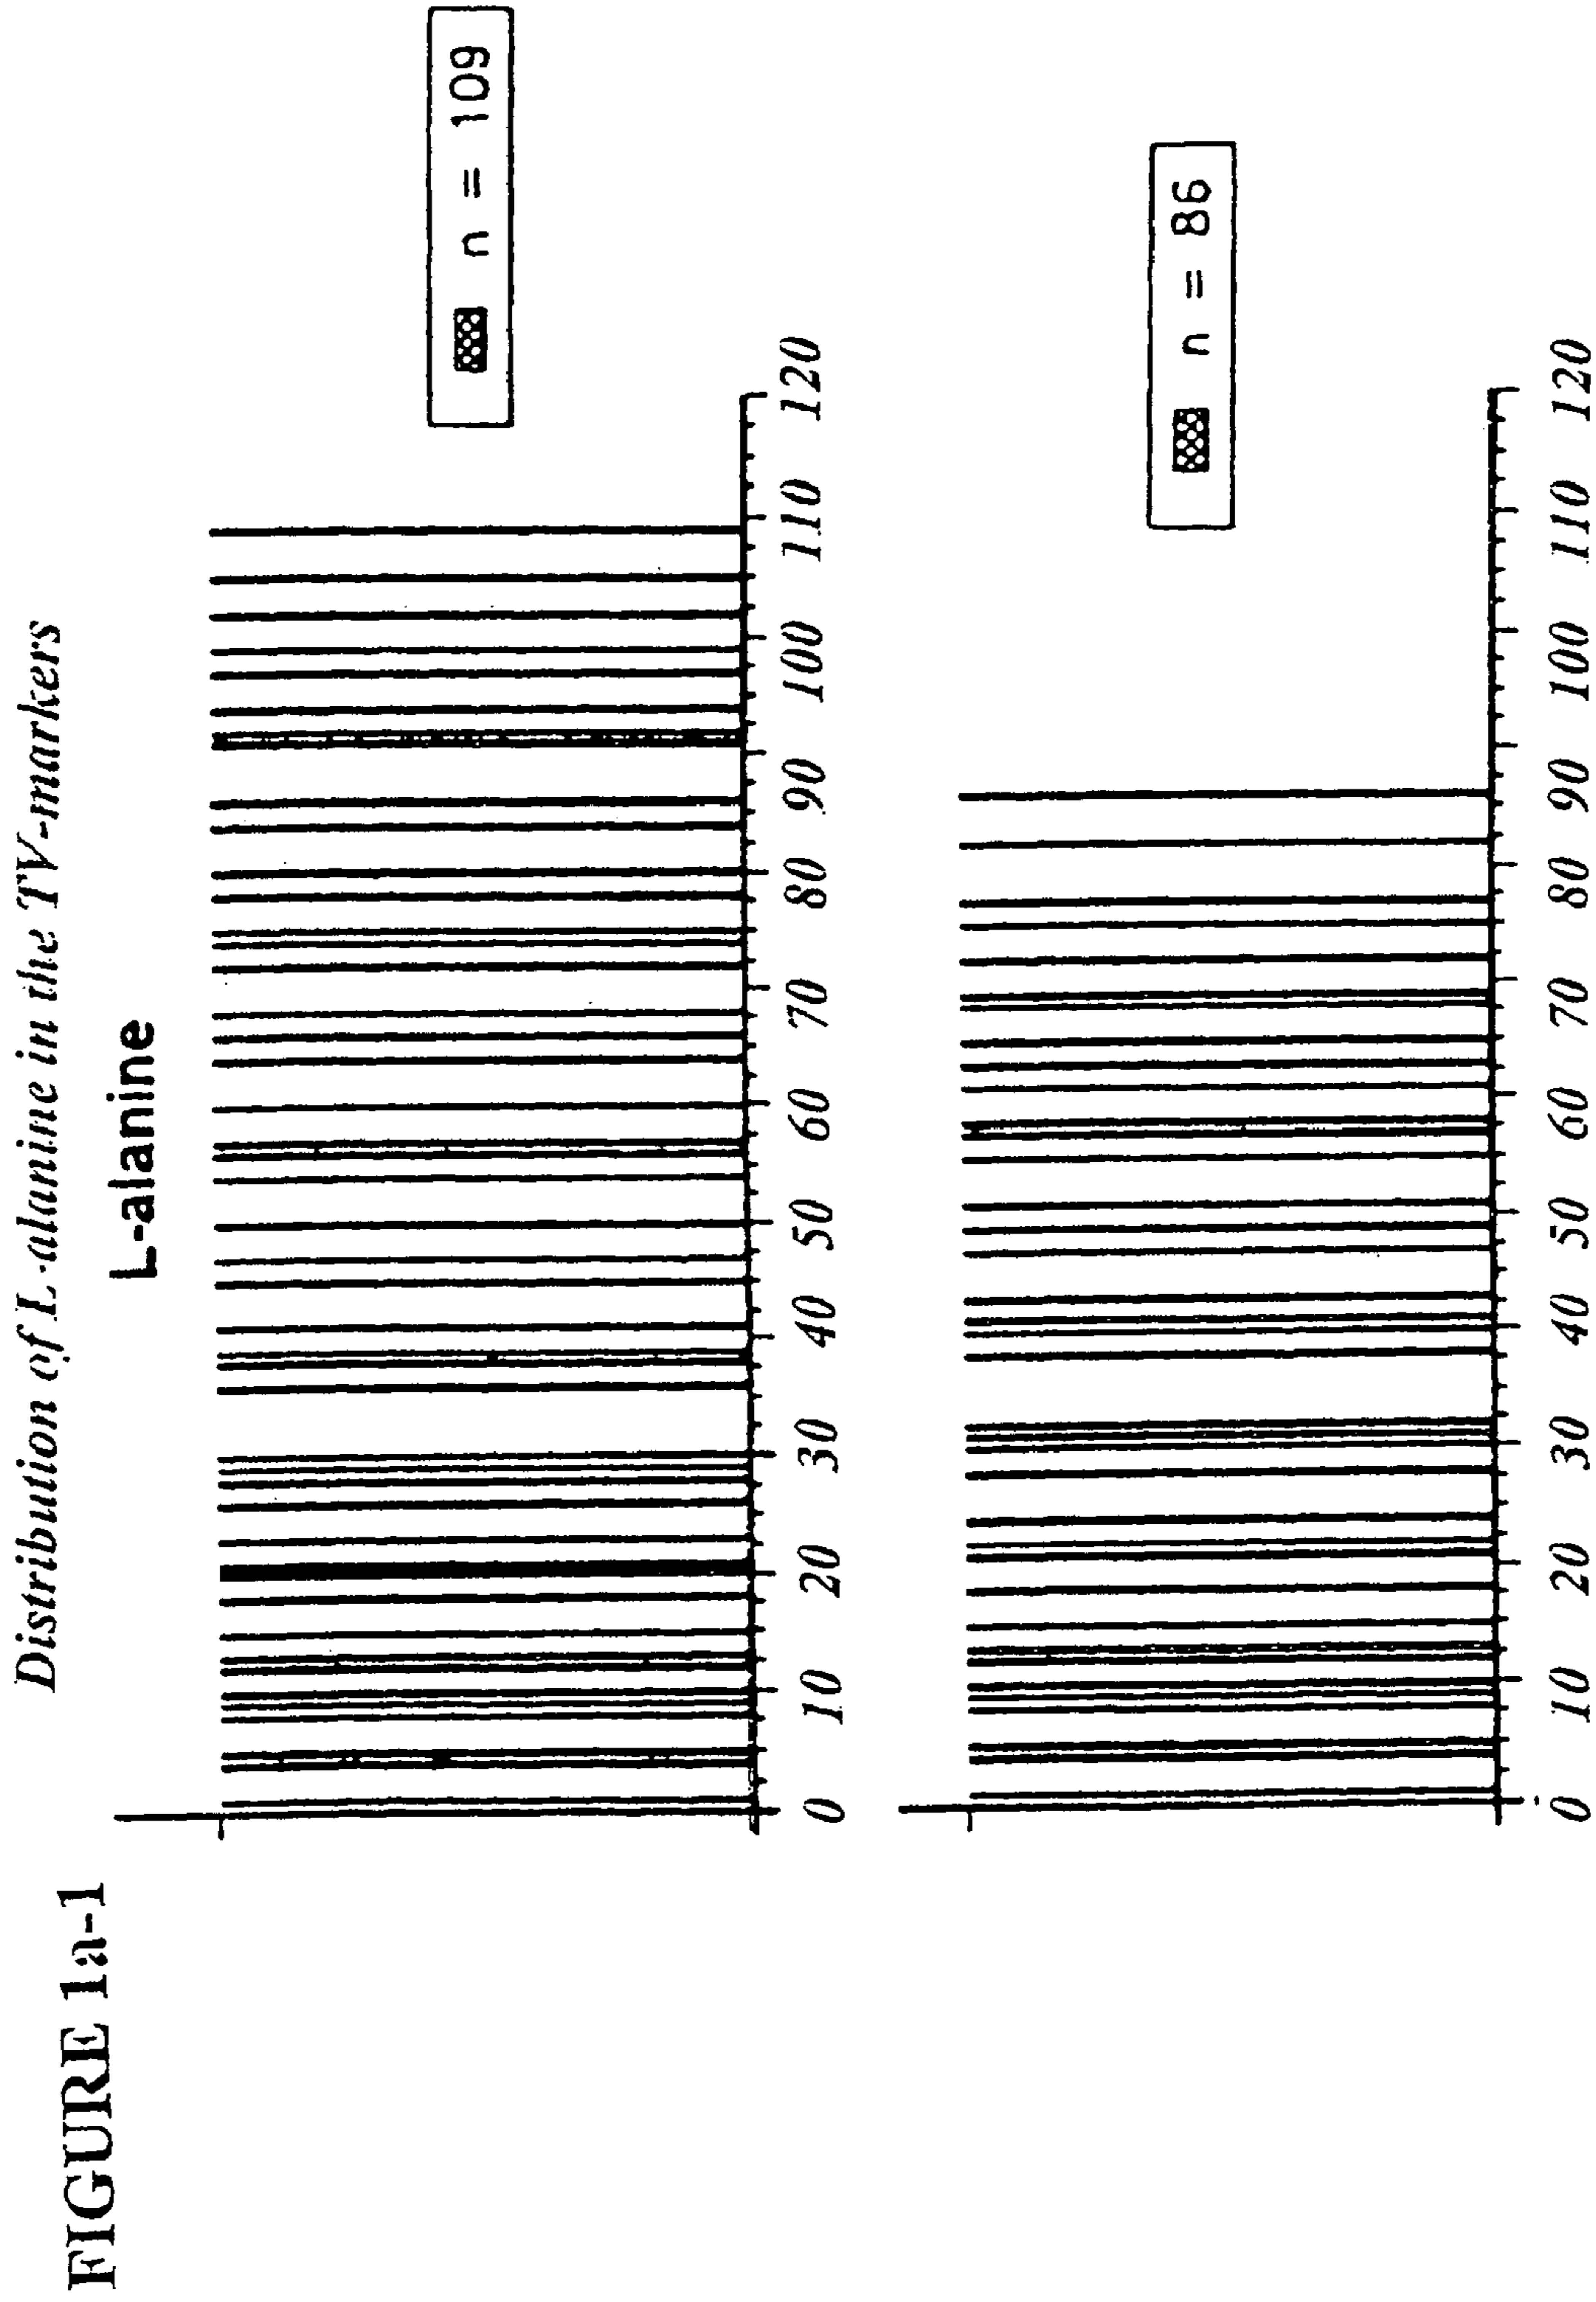 FIGURE 1a-1
Distribution of L-alanine in the TV-markers
L-alanine
n = 109
0 10 20 30 40 50 60 70 80 90 100 110 120
n = 86
0 10 20 30 40 50 60 70 80 90 100 110 120